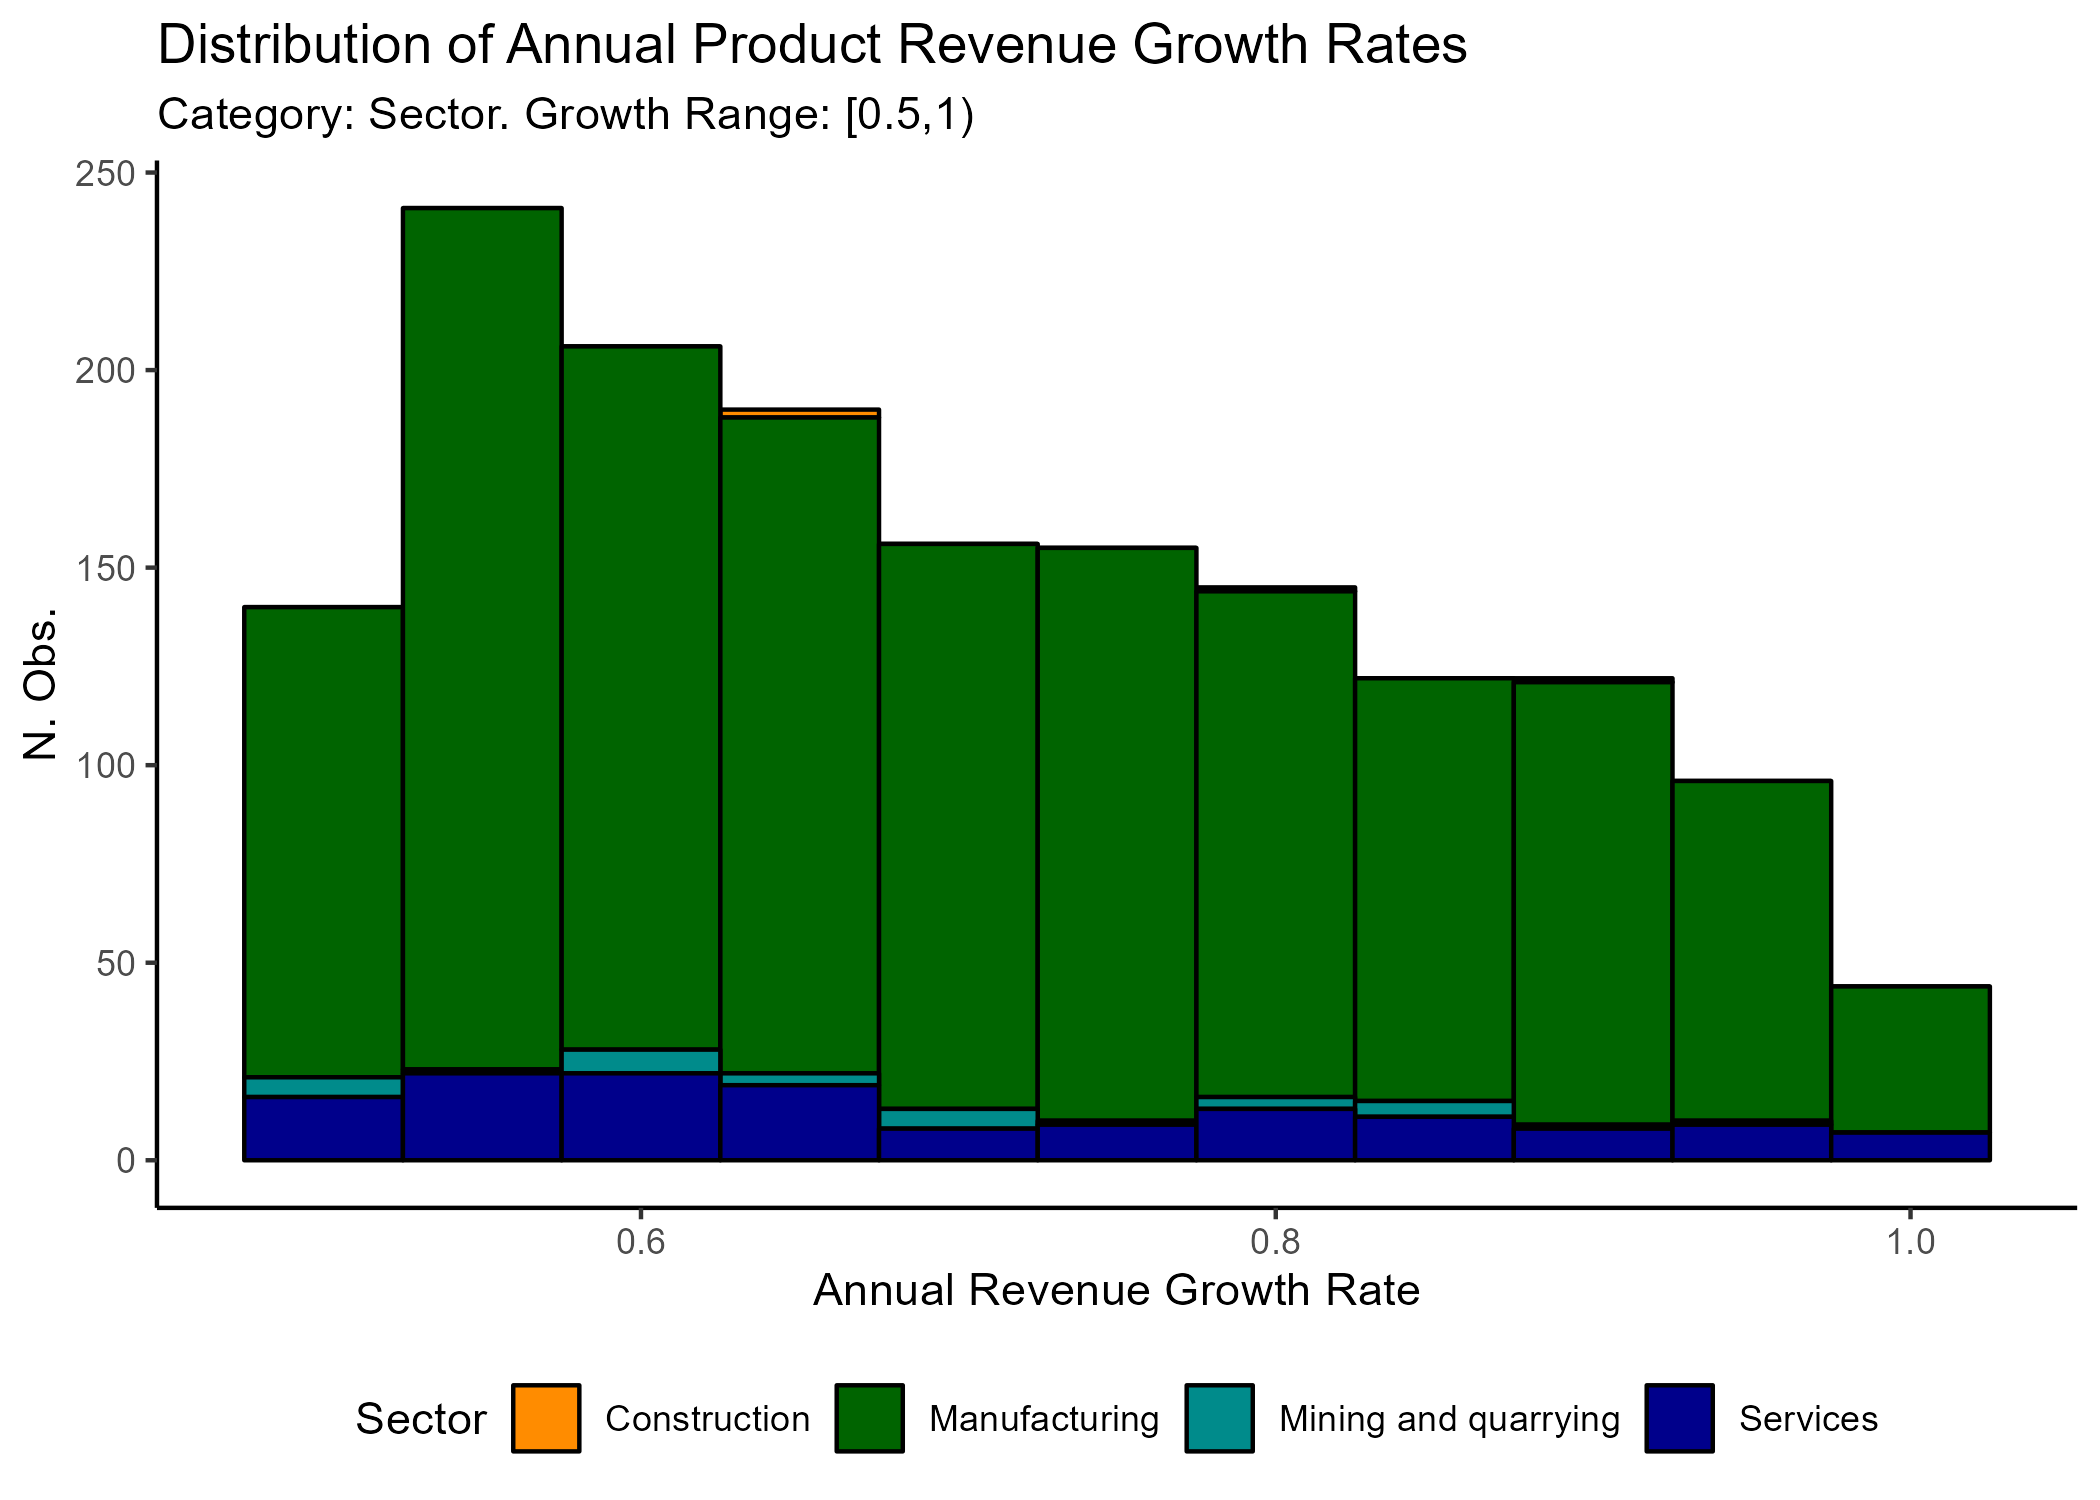 Distribution of Annual Product Revenue Growth Rates
Category: Sector. Growth Range: [0.5,1)
250
200
150
100
50
0
N. Obs.
0.6 0.8 1.0
Annual Revenue Growth Rate
Sector Construction Manufacturing Mining and quarrying Services